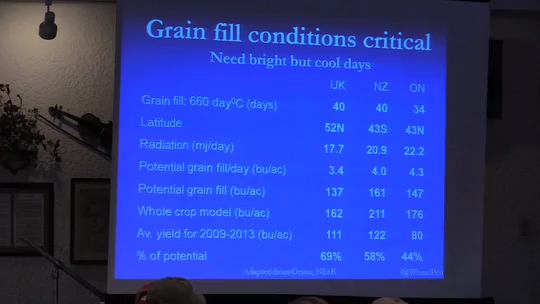 Grain fill conditions critical
Need bright but cool days
UK NZ ON
Grain fill: 660 day⁰C (days) 40 40 34
Latitude 52N 43S 43N
Radiation (mj/day) 17.7 20.9 22.2
Potential grain fill/day (bu/ac) 3.4 4.0 4.3
Potential grain fill (bu/ac) 137 161 147
Whole crop model (bu/ac) 162 211 176
Av. yield for 2009-2013 (bu/ac) 111 122 80
% of potential 69% 58% 44%
Adapted from: Orson, NIAB